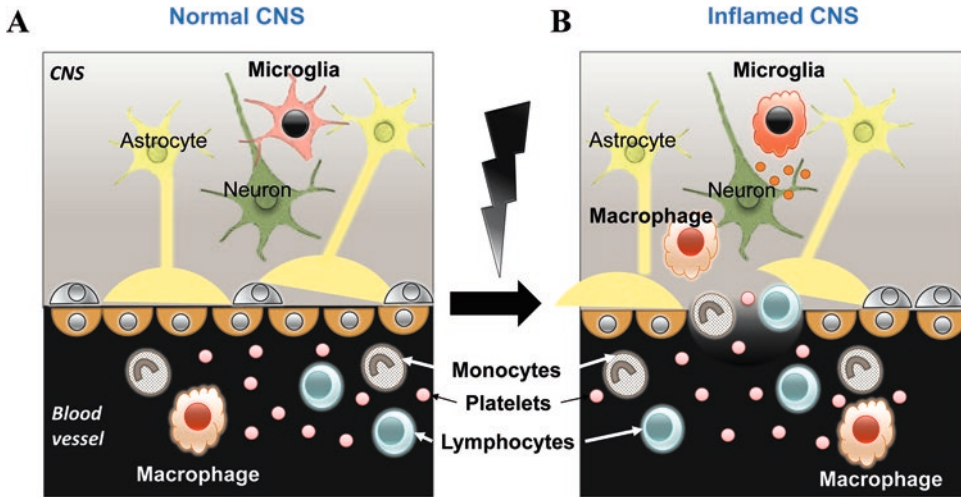 A
Normal CNS
CNS
Microglia
Astrocyte
Neuron
Blood
vessel
Macrophage
Monocytes
Platelets
Lymphocytes
B
Inflamed CNS
Microglia
Astrocyte
Neuron
Macrophage
Macrophage